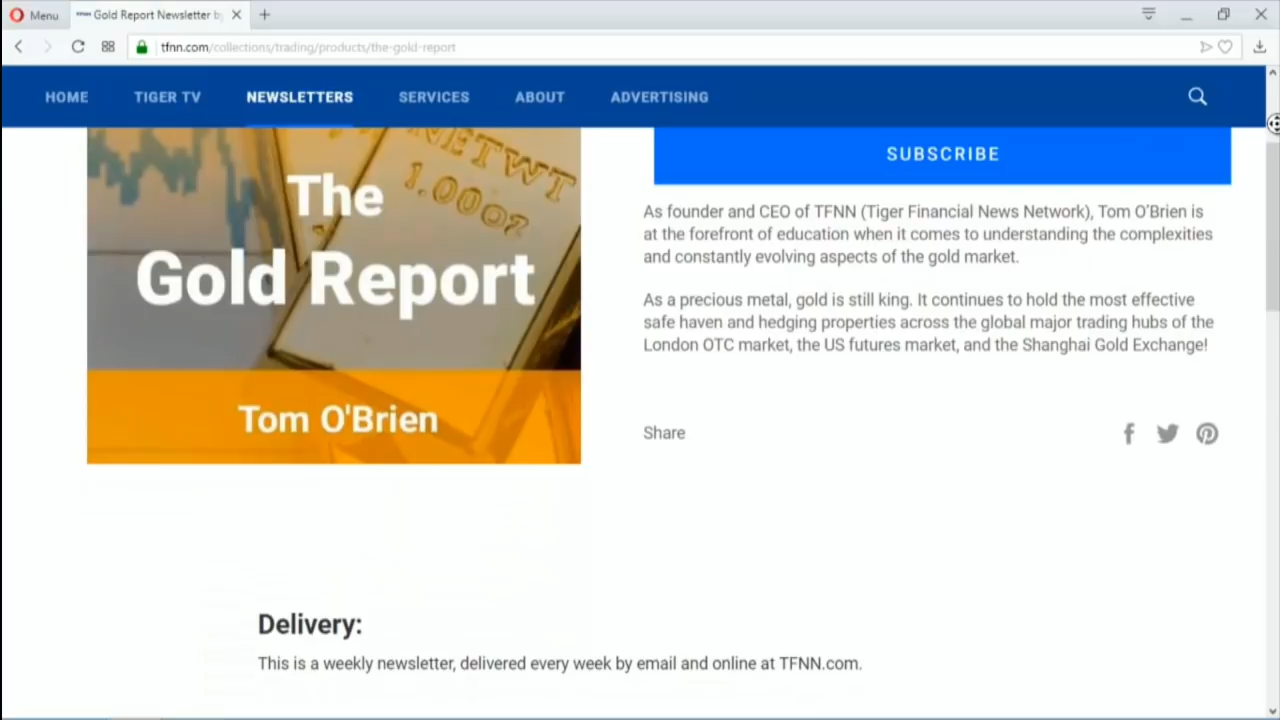 Menu
Gold Report Newsletter b
tfnn.com/collections/trading/products/the-gold-report
HOME TIGER TV NEWSLETTERS SERVICES ABOUT ADVERTISING
NETWT
1.00oz
The
Gold Report
Tom O'Brien
SUBSCRIBE
As founder and CEO of TFNN (Tiger Financial News Network), Tom O'Brien is
at the forefront of education when it comes to understanding the complexities
and constantly evolving aspects of the gold market.
As a precious metal, gold is still king. It continues to hold the most effective
safe haven and hedging properties across the global major trading hubs of the
London OTC market, the US futures market, and the Shanghai Gold Exchange!
Share
Delivery:
This is a weekly newsletter, delivered every week by email and online at TFNN.com.